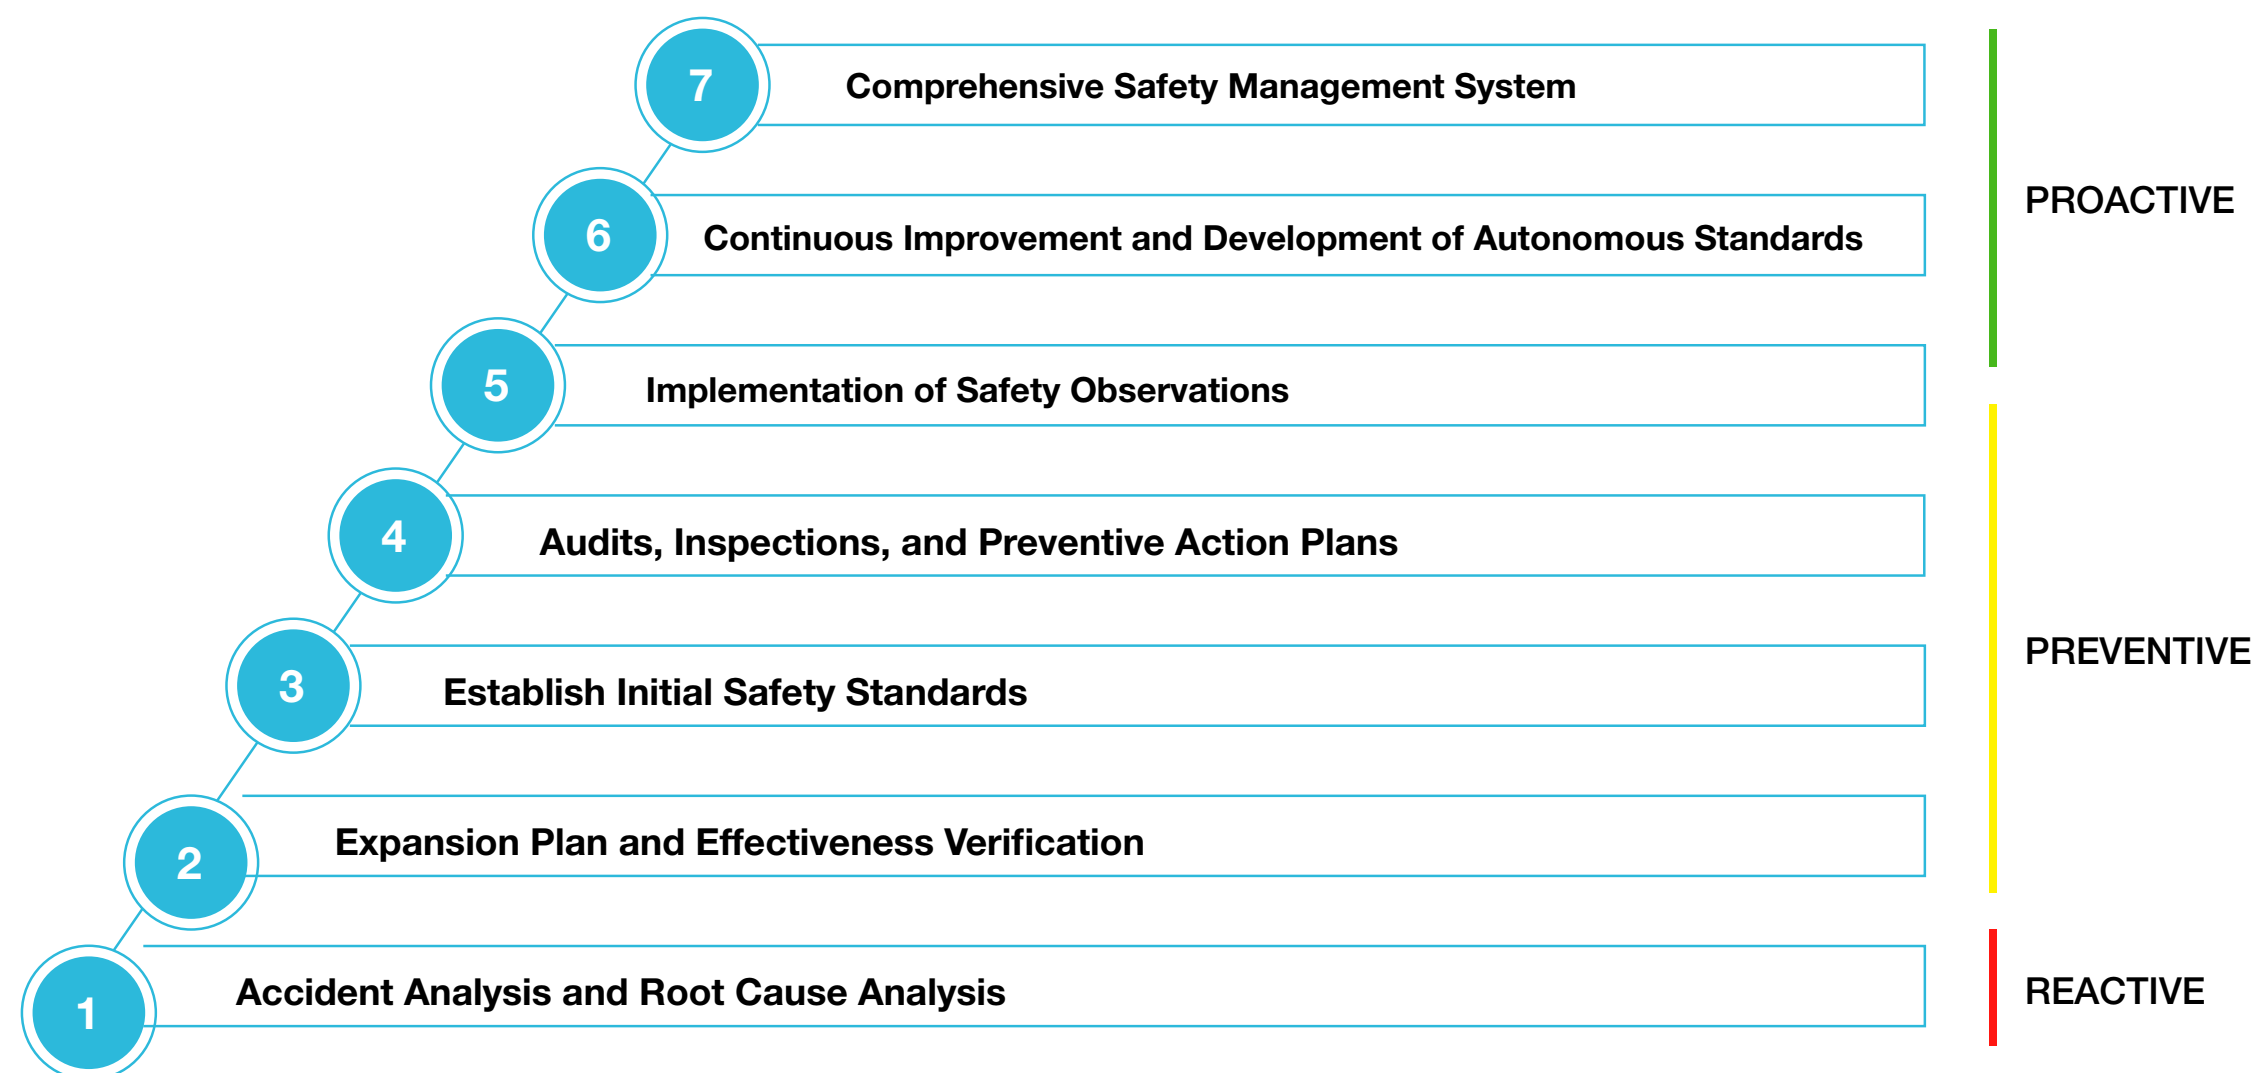 7 Comprehensive Safety Management System
6 Continuous Improvement and Development of Autonomous Standards
PROACTIVE
5 Implementation of Safety Observations
4 Audits, Inspections, and Preventive Action Plans
3 Establish Initial Safety Standards
PREVENTIVE
2 Expansion Plan and Effectiveness Verification
1 Accident Analysis and Root Cause Analysis
REACTIVE